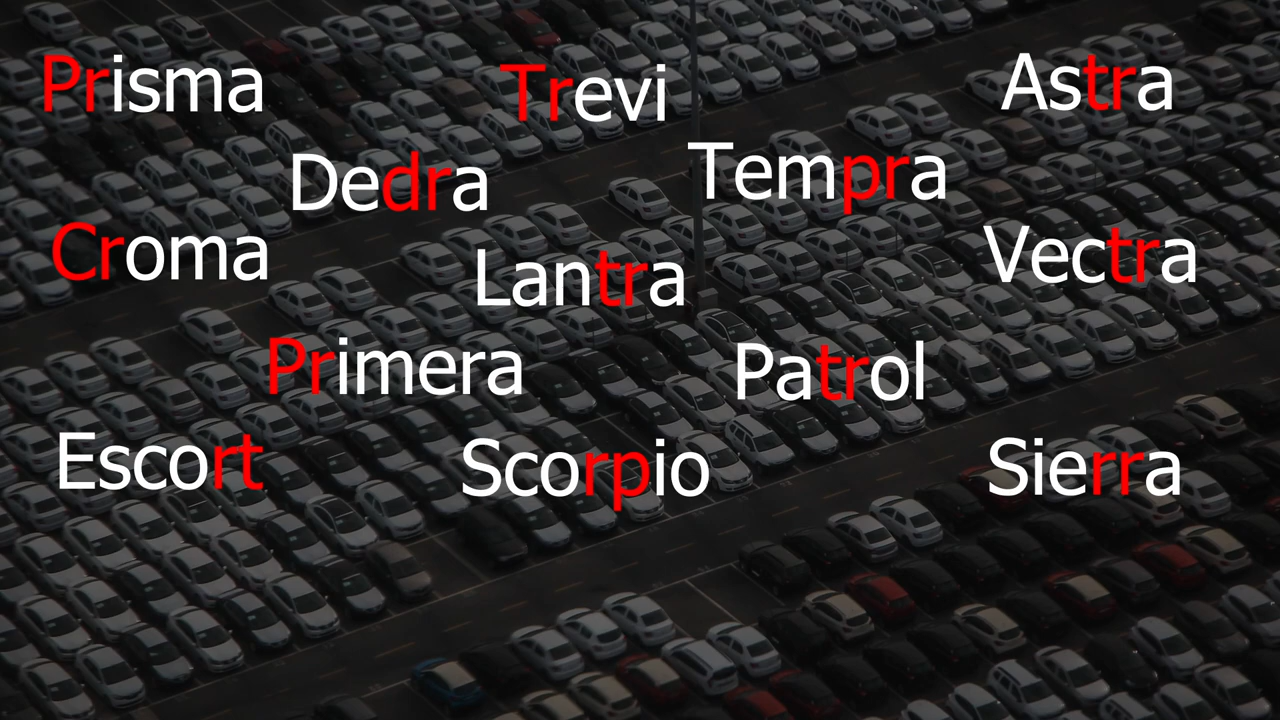 Prisma
Trevi
Astra
Dedra
Tempra
Croma
Lantra
Vectra
Primera
Patrol
Escort
Scorpio
Sierra